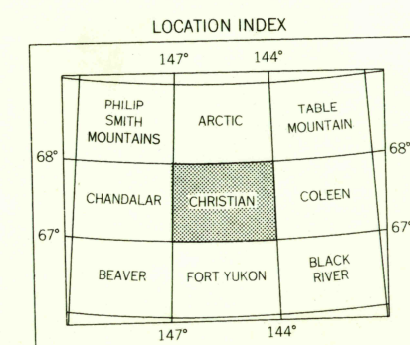 LOCATION INDEX
147° 144°
PHILIP
SMITH
MOUNTAINS
ARCTIC
TABLE
MOUNTAIN
68° 68°
CHANDALAR CHRISTIAN COLEEN
67° 67°
BEAVER FORT YUKON
BLACK
RIVER
147° 144°